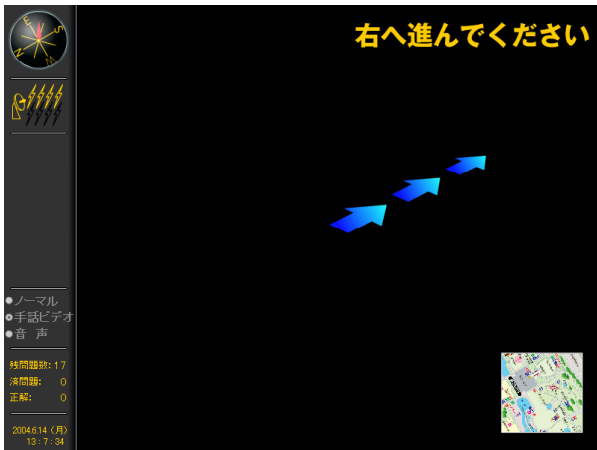 右へ進んでください
E
S
N
W
ノーマル
手話ビデオ
音 声
残問題数: 17
済問題: 0
正解: 0
2004.6.14 (月)
13 : 7 : 34